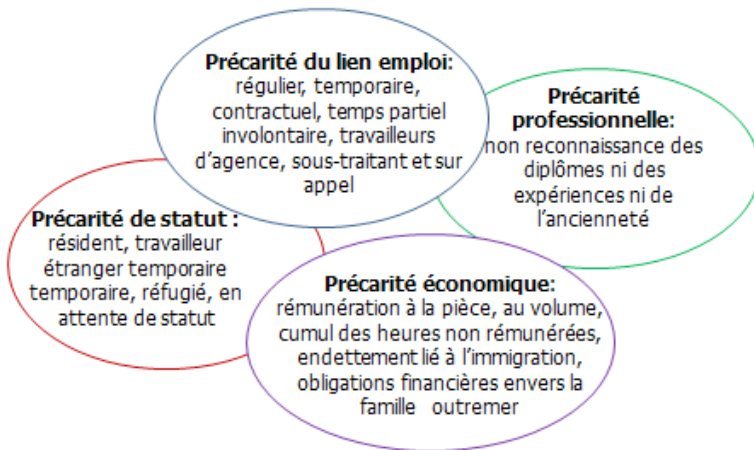 Précarité du lien emploi:
régulier, temporaire,
contractuel, temps partiel
involontaire, travailleurs
d’agence, sous-traitant et sur
appel
Précarité
professionnelle:
non reconnaissance des
diplômes ni des
expériences ni de
l’ancienneté
Précarité de statut :
résident, travailleur
étranger temporaire
temporaire, réfugié, en
attente de statut
Précarité économique:
rémunération à la pièce, au volume,
cumul des heures non rémunérées,
endettement lié à l’immigration,
obligations financières envers la
famille outremer